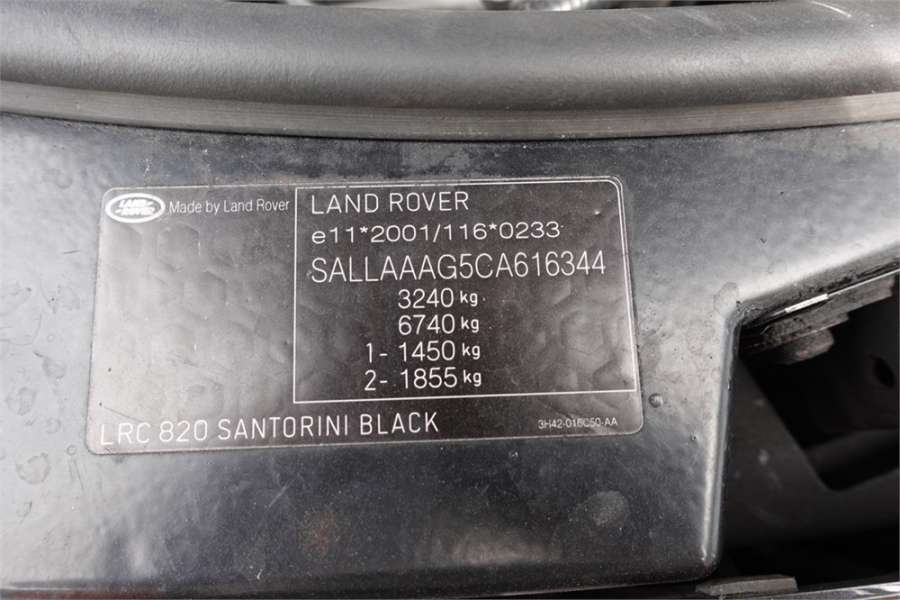 LAND ROVER Made by Land Rover
LAND ROVER
e11*2001/116*0233
SALLAAAG5CA616344
3240 kg
6740 kg
1- 1450 kg
2- 1855 kg
LRC 820 SANTORINI BLACK
3H42-016C50-AA